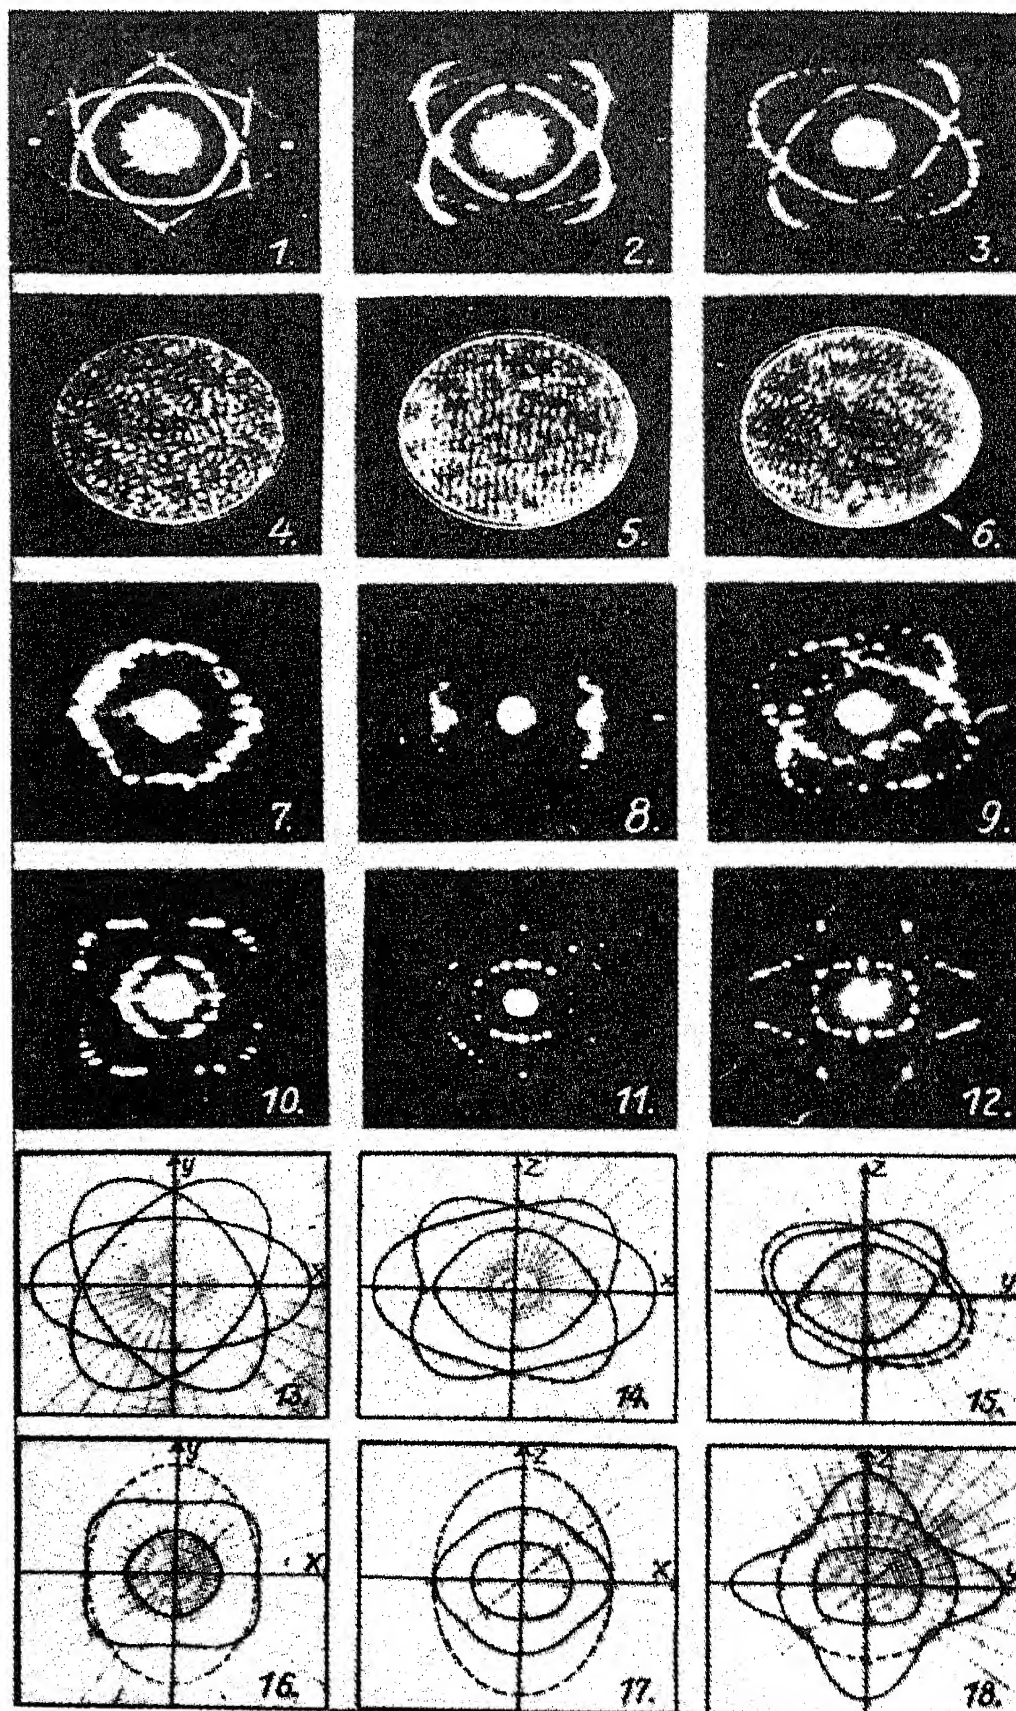 1. 2. 3.
4. 5. 6.
7. 8. 9.
10. 11. 12.
y z z
x x y
13. 14. 15.
y z z
x x y
16. 17. 18.